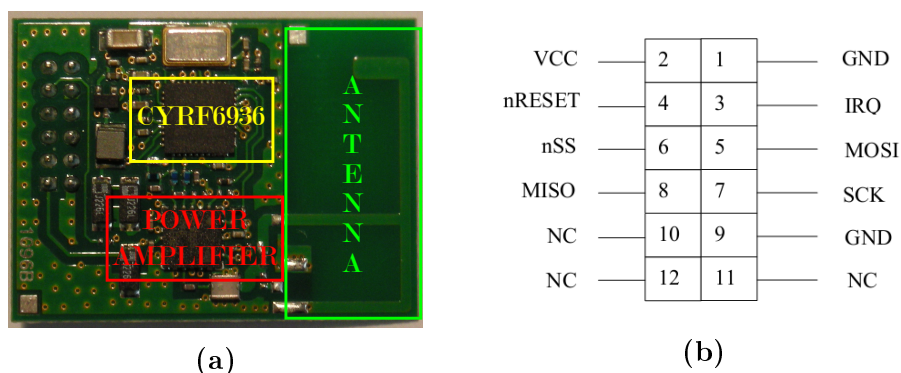 CYRF6936
POWER
AMPLIFIER
A
N
T
E
N
N
A
1696B
(a)
VCC 2 1 GND
nRESET 4 3 IRQ
nSS 6 5 MOSI
MISO 8 7 SCK
NC 10 9 GND
NC 12 11 NC
(b)